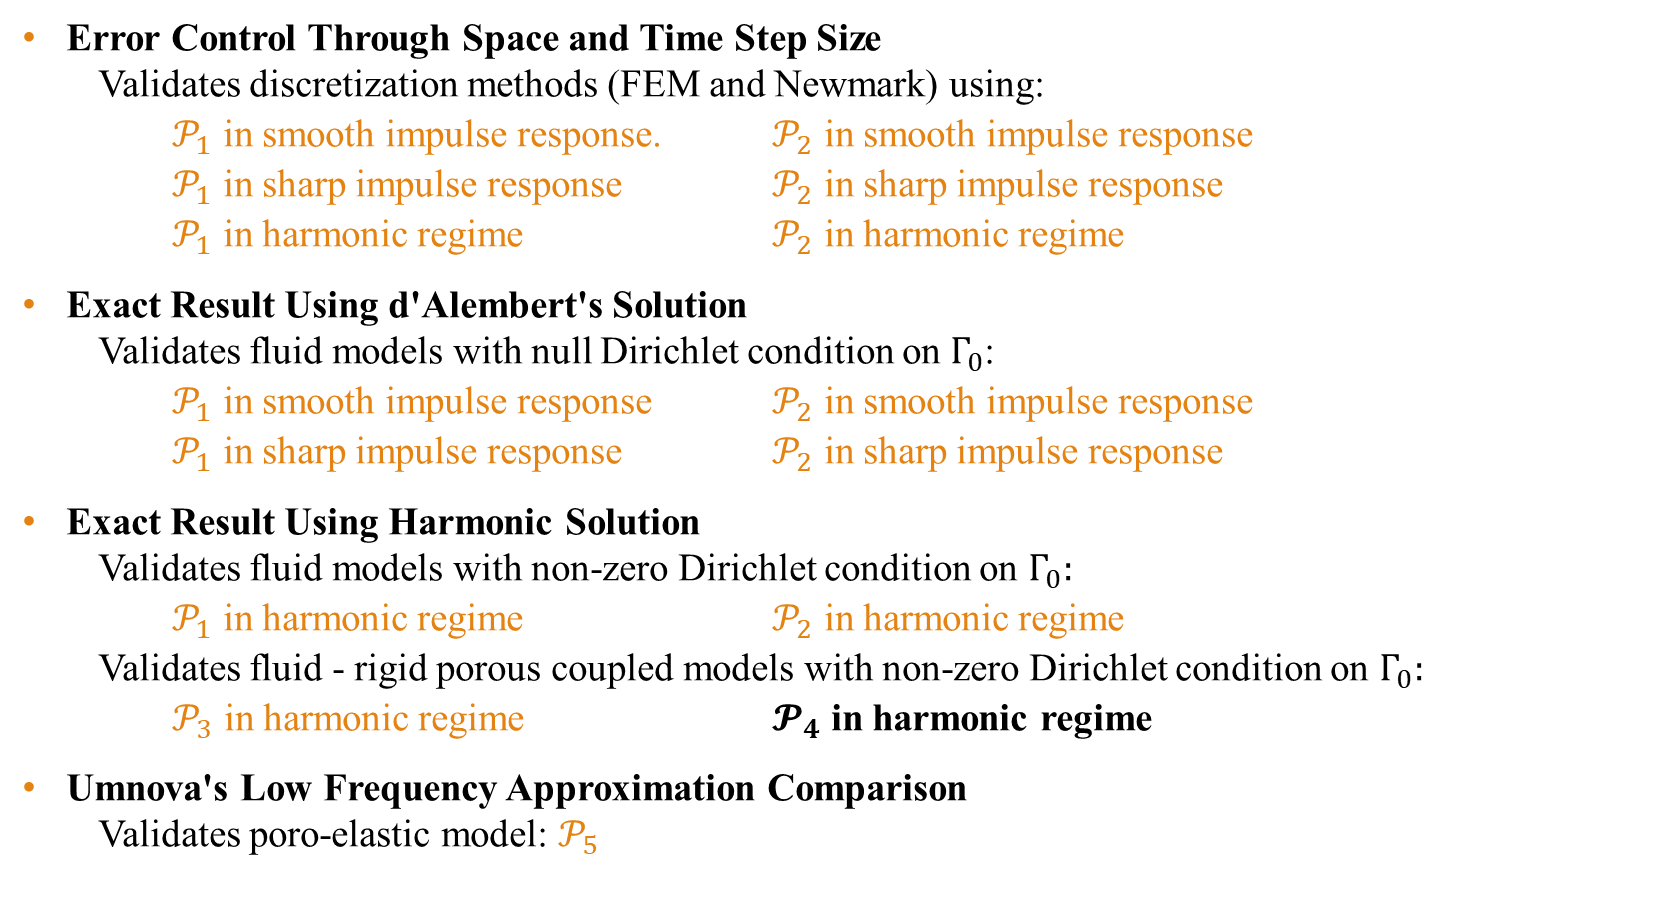 • Error Control Through Space and Time Step Size
Validates discretization methods (FEM and Newmark) using:
𝒫₁ in smooth impulse response. 𝒫₂ in smooth impulse response
𝒫₁ in sharp impulse response 𝒫₂ in sharp impulse response
𝒫₁ in harmonic regime 𝒫₂ in harmonic regime
• Exact Result Using d'Alembert's Solution
Validates fluid models with null Dirichlet condition on Γ₀:
𝒫₁ in smooth impulse response 𝒫₂ in smooth impulse response
𝒫₁ in sharp impulse response 𝒫₂ in sharp impulse response
• Exact Result Using Harmonic Solution
Validates fluid models with non-zero Dirichlet condition on Γ₀:
𝒫₁ in harmonic regime 𝒫₂ in harmonic regime
Validates fluid - rigid porous coupled models with non-zero Dirichlet condition on Γ₀:
𝒫₃ in harmonic regime 𝓟₄ in harmonic regime
• Umnova's Low Frequency Approximation Comparison
Validates poro-elastic model: 𝒫₅